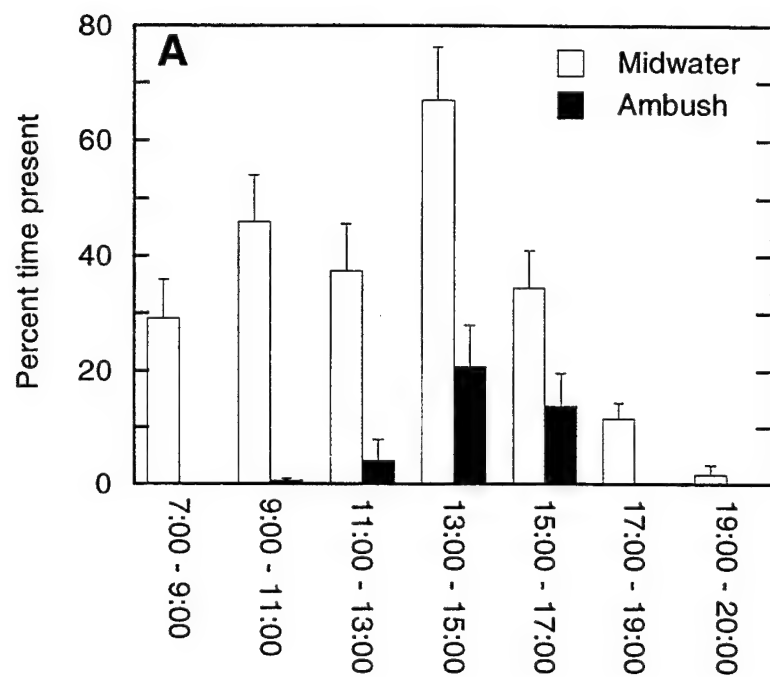 A
Midwater
Ambush
Percent time present
80
60
40
20
0
7:00 - 9:00
9:00 - 11:00
11:00 - 13:00
13:00 - 15:00
15:00 - 17:00
17:00 - 19:00
19:00 - 20:00